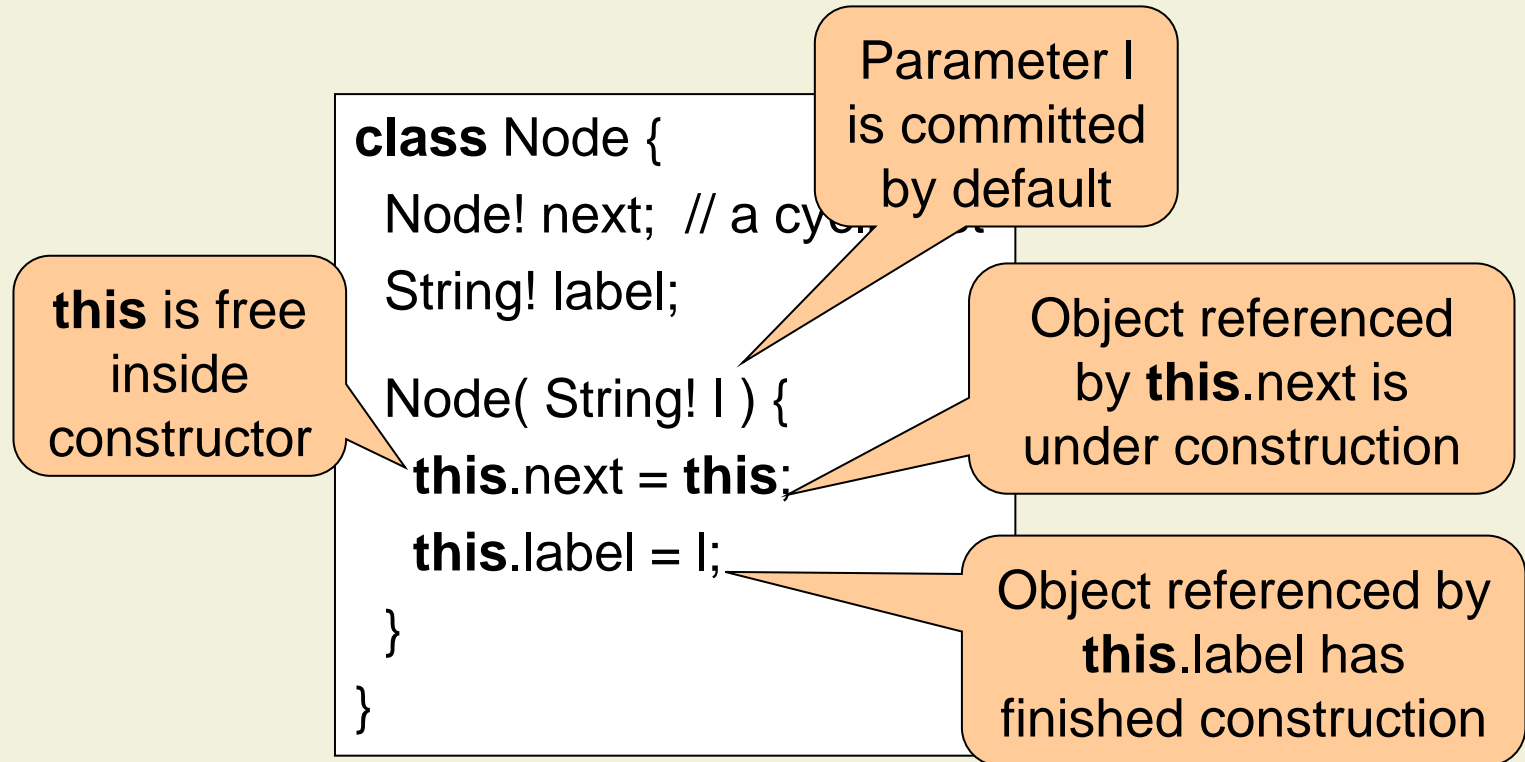 class Node {
Node! next; // a
String! label;
Node( String! l ) {
this.next = this;
this.label = l;
}
}
Parameter l
is committed
by default
this is free
inside
constructor
Object referenced
by this.next is
under construction
Object referenced by
this.label has
finished construction